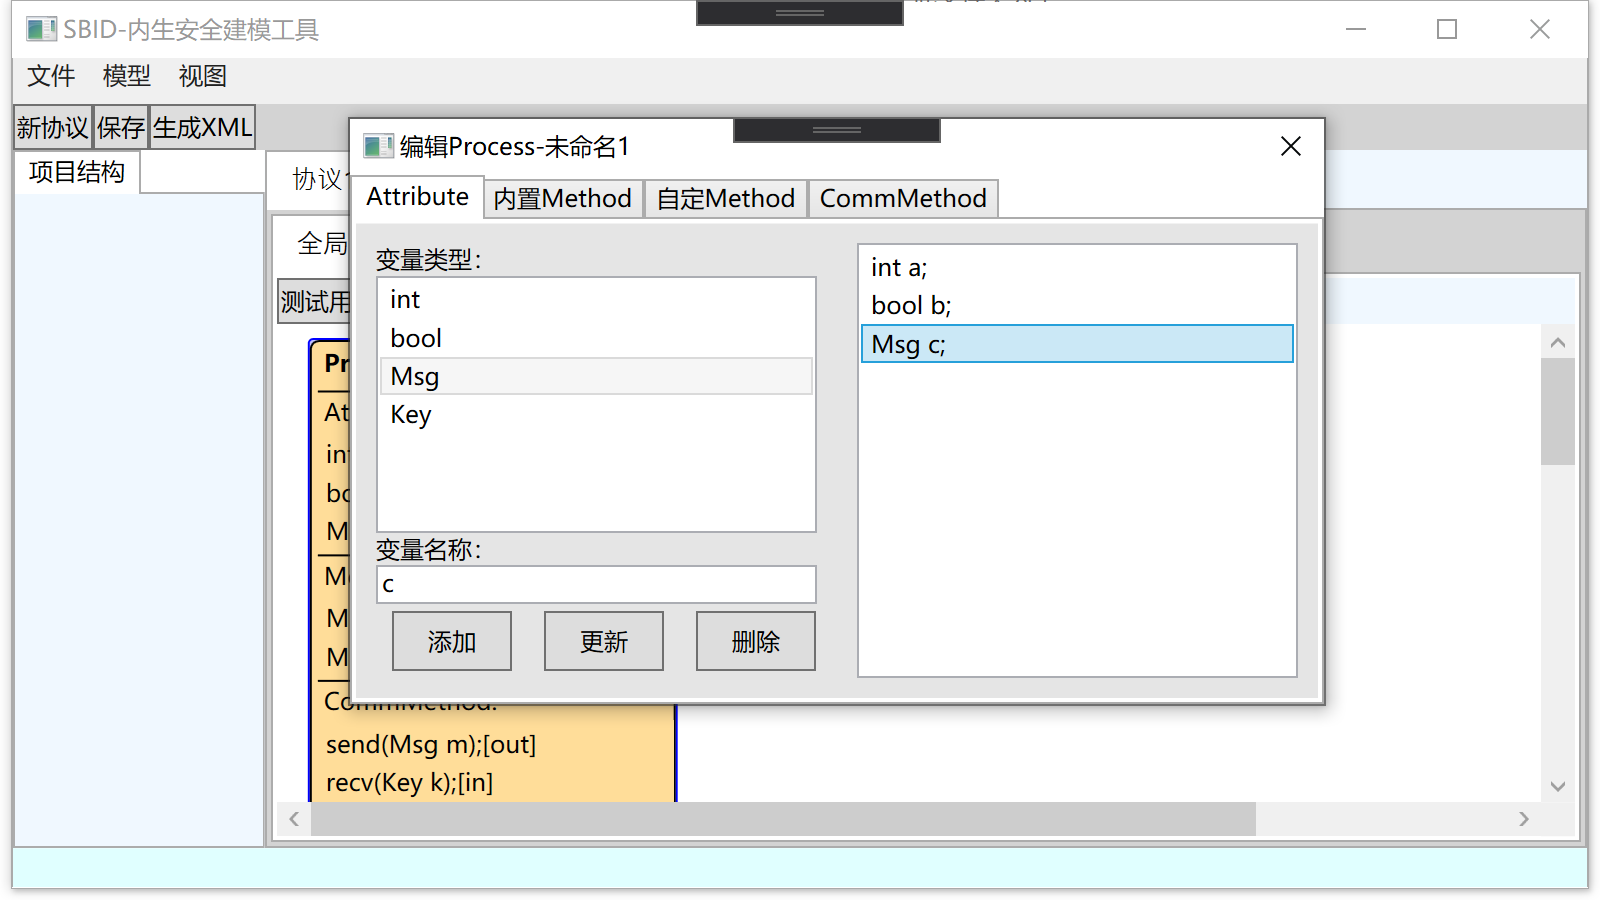 SBID-内生安全建模工具
文件 模型 视图
新协议 保存 生成XML
项目结构
协议
全局
测试用
编辑Process-未命名1
Attribute 内置Method 自定Method CommMethod
变量类型：
int
bool
Msg
Key
变量名称：
c
添加 更新 删除
int a;
bool b;
Msg c;
Pr
At
int
bo
M
M
M
CommMethod:
send(Msg m);[out]
recv(Key k);[in]